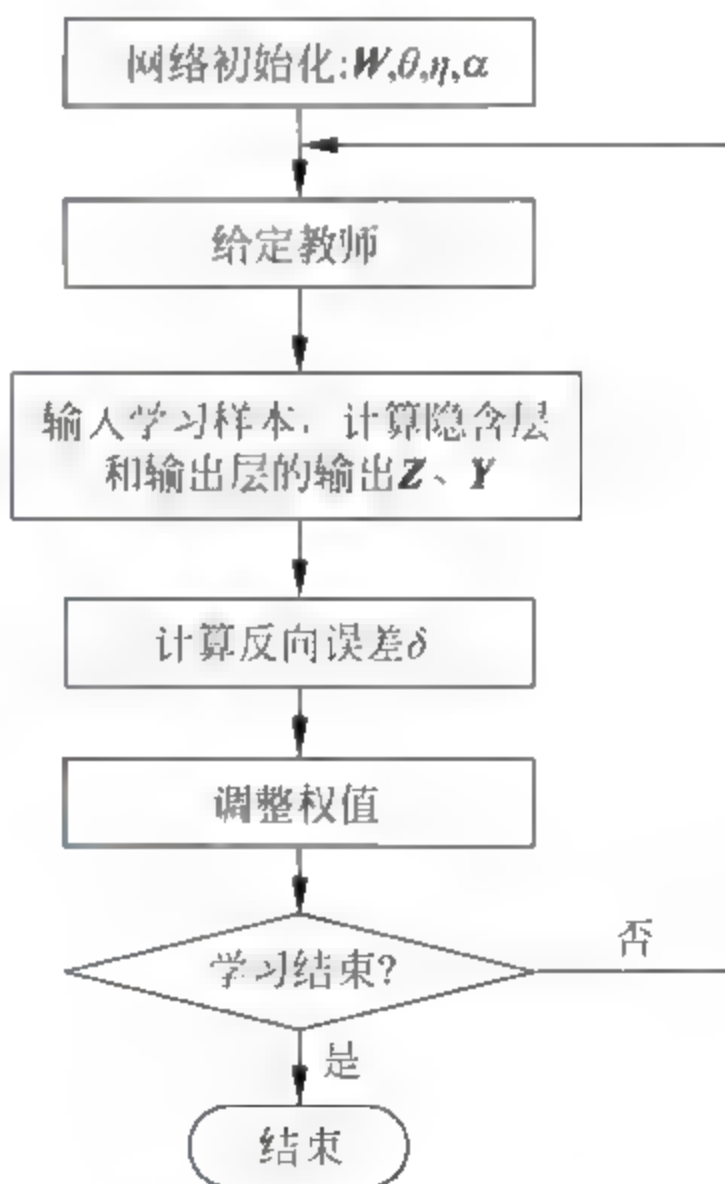 网络初始化:W,θ,η,α
给定教师
输入学习样本，计算隐含层
和输出层的输出Z、Y
计算反向误差δ
调整权值
学习结束?
否
是
结束